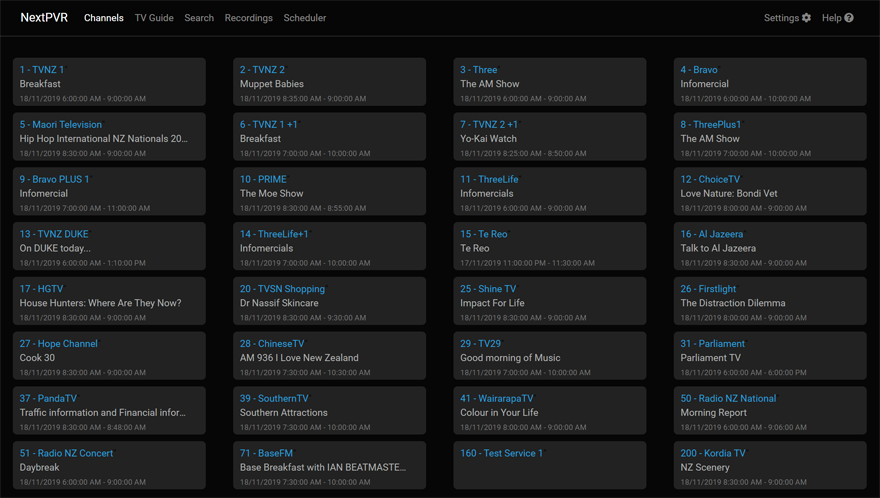 NextPVR Channels TV Guide Search Recordings Scheduler Settings Help
1 - TVNZ 1
Breakfast
18/11/2019 6:00:00 AM - 9:00:00 AM
2 - TVNZ 2
Muppet Babies
18/11/2019 8:35:00 AM - 9:00:00 AM
3 - Three
The AM Show
18/11/2019 6:00:00 AM - 9:00:00 AM
4 - Bravo
Infomercial
18/11/2019 6:00:00 AM - 10:00:00 AM
5 - Maori Television
Hip Hop International NZ Nationals 20...
18/11/2019 8:30:00 AM - 9:00:00 AM
6 - TVNZ 1 +1
Breakfast
18/11/2019 7:00:00 AM - 10:00:00 AM
7 - TVNZ 2 +1
Yo-Kai Watch
18/11/2019 8:25:00 AM - 8:50:00 AM
8 - ThreePlus1
The AM Show
18/11/2019 7:00:00 AM - 10:00:00 AM
9 - Bravo PLUS 1
Infomercial
18/11/2019 7:00:00 AM - 11:00:00 AM
10 - PRIME
The Moe Show
18/11/2019 8:30:00 AM - 8:55:00 AM
11 - ThreeLife
Infomercials
18/11/2019 6:00:00 AM - 9:00:00 AM
12 - ChoiceTV
Love Nature: Bondi Vet
18/11/2019 8:00:00 AM - 9:00:00 AM
13 - TVNZ DUKE
On DUKE today...
18/11/2019 6:00:00 AM - 1:10:00 PM
14 - ThreeLife+1
Infomercials
18/11/2019 7:00:00 AM - 10:00:00 AM
15 - Te Reo
Te Reo
17/11/2019 11:00:00 PM - 11:30:00 AM
16 - Al Jazeera
Talk to Al Jazeera
18/11/2019 8:30:00 AM - 9:00:00 AM
17 - HGTV
House Hunters: Where Are They Now?
18/11/2019 8:30:00 AM - 9:00:00 AM
20 - TVSN Shopping
Dr Nassif Skincare
18/11/2019 8:30:00 AM - 9:30:00 AM
25 - Shine TV
Impact For Life
18/11/2019 8:30:00 AM - 9:00:00 AM
26 - Firstlight
The Distraction Dilemma
18/11/2019 8:00:00 AM - 9:00:00 AM
27 - Hope Channel
Cook 30
18/11/2019 8:30:00 AM - 9:00:00 AM
28 - ChineseTV
AM 936 I Love New Zealand
18/11/2019 7:30:00 AM - 10:30:00 AM
29 - TV29
Good morning of Music
18/11/2019 7:00:00 AM - 10:00:00 AM
31 - Parliament
Parliament TV
18/11/2019 6:00:00 AM - 6:00:00 PM
37 - PandaTV
Traffic information and Financial infor...
18/11/2019 8:30:00 AM - 8:48:00 AM
39 - SouthernTV
Southern Attractions
18/11/2019 7:30:00 AM - 10:00:00 AM
41 - WairarapaTV
Colour in Your Life
18/11/2019 8:00:00 AM - 9:00:00 AM
50 - Radio NZ National
Morning Report
18/11/2019 6:00:00 AM - 9:06:00 AM
51 - Radio NZ Concert
Daybreak
18/11/2019 6:00:00 AM - 9:00:00 AM
71 - BaseFM
Base Breakfast with IAN BEATMASTE...
18/11/2019 7:30:00 AM - 10:00:00 AM
160 - Test Service 1
200 - Kordia TV
NZ Scenery
18/11/2019 8:30:00 AM - 9:00:00 AM